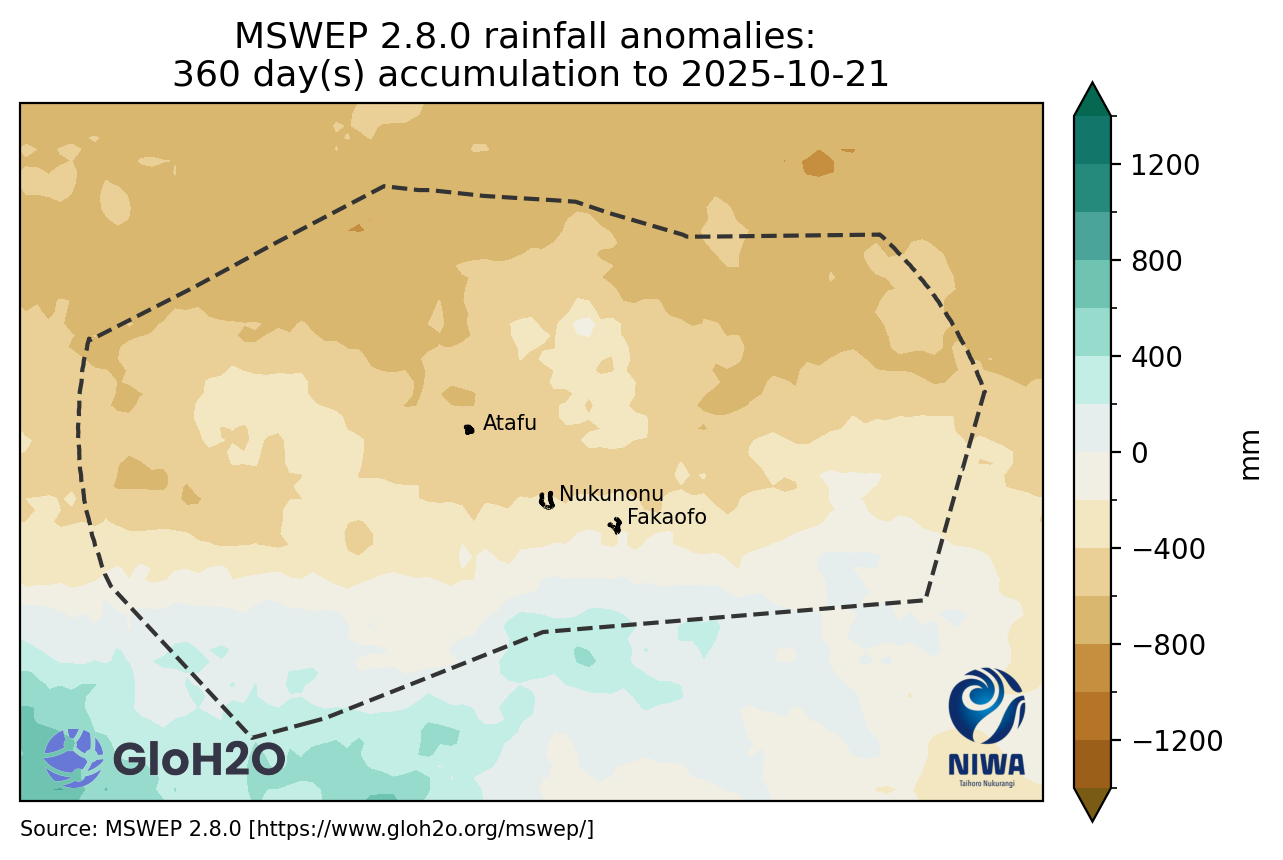 MSWEP 2.8.0 rainfall anomalies:
360 day(s) accumulation to 2025-10-21
1200
800
400
0
−400
−800
−1200
mm
Atafu
Nukunonu
Fakaofo
GloH2O
NIWA
Taihoro Nukurangi
Source: MSWEP 2.8.0 [https://www.gloh2o.org/mswep/]